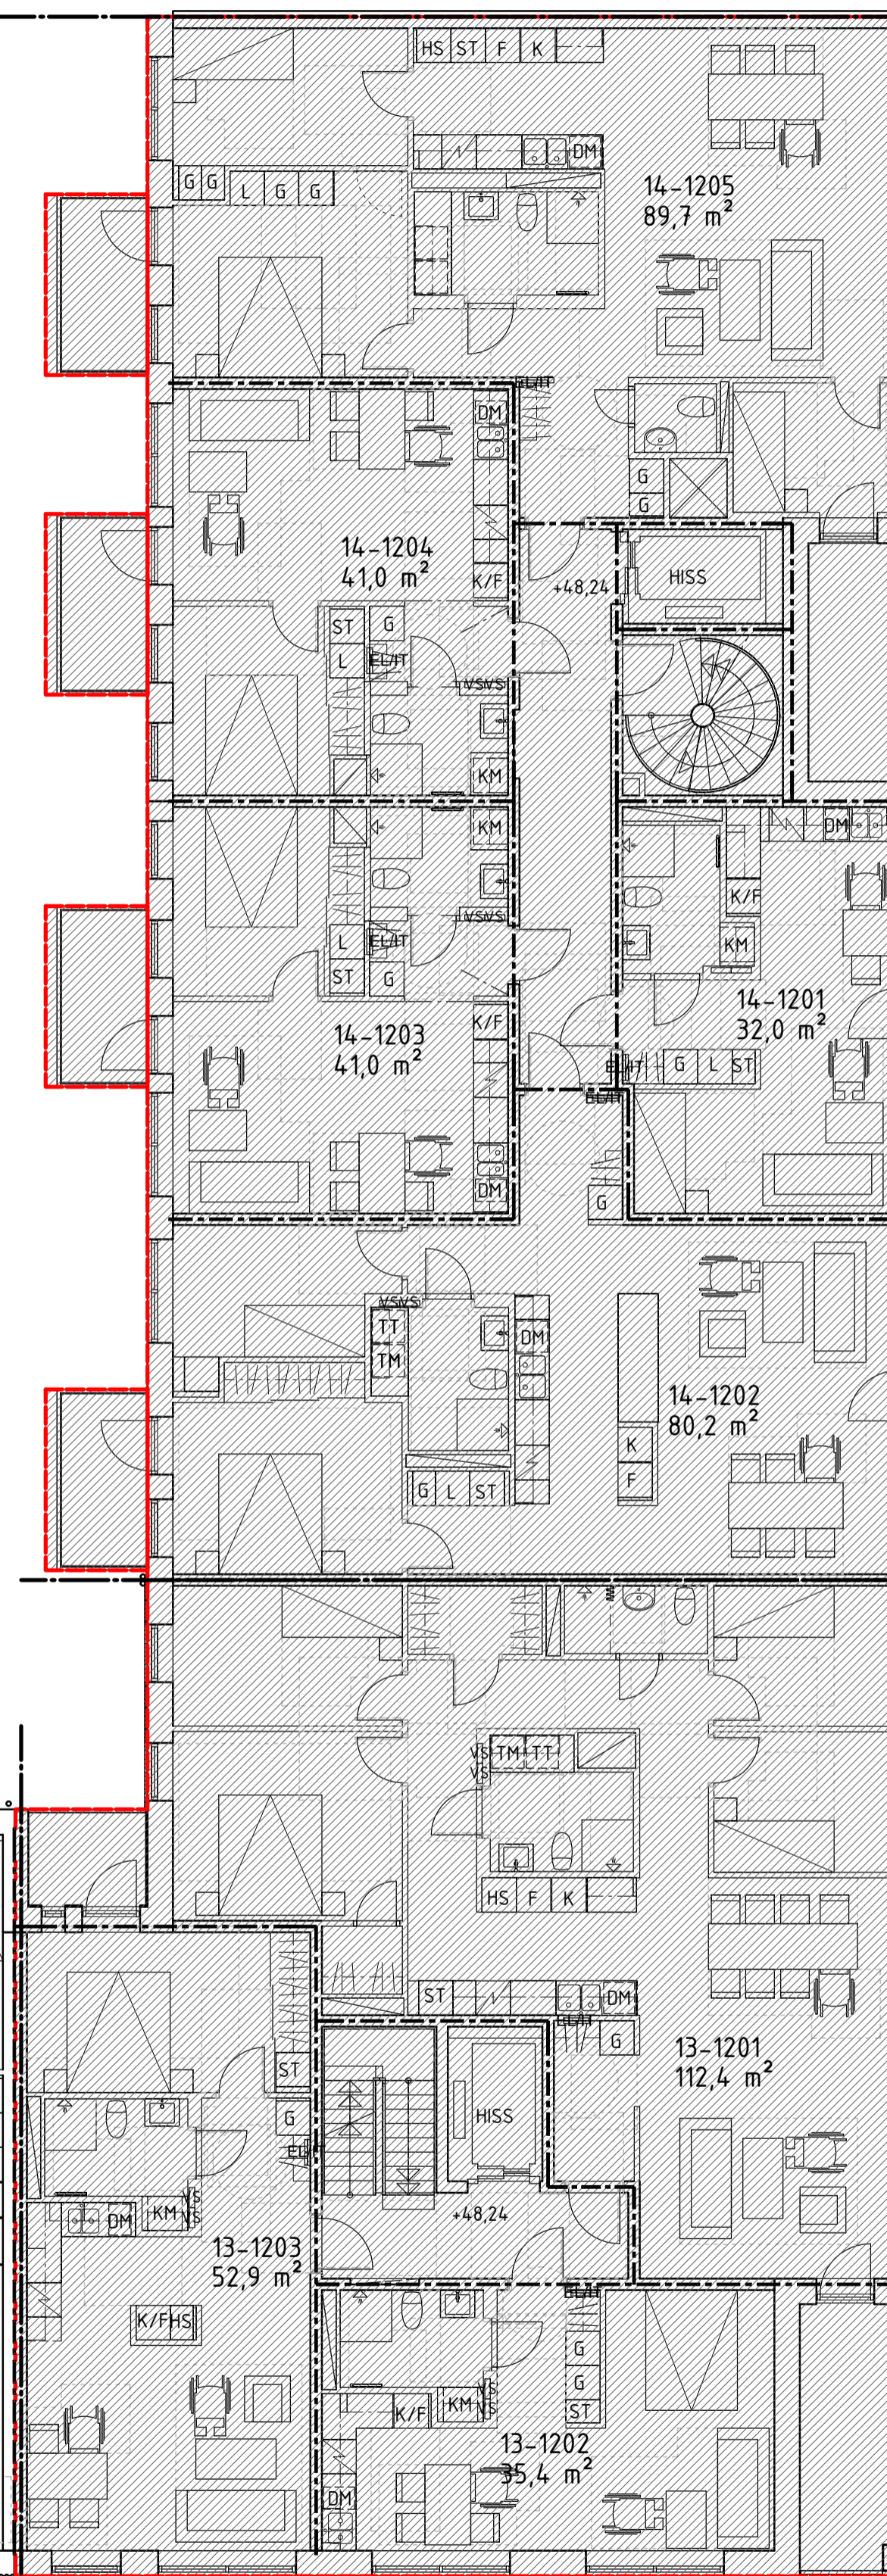 HS ST F K
DM
14-1205
89,7 m²
G G L G G
EL/IT
DM
G
G
14-1204
41,0 m²
K/F
+48,24
HISS
ST G
L EL/IT
VSVS
KM
KM
DM
K/F
L EL/IT
VSVS
KM
ST G
14-1201
32,0 m²
14-1203
41,0 m²
K/F
EL/IT G L ST
EL/IT
DM
G
VSVS
TT
TM
DM
14-1202
80,2 m²
K
F
G L ST
VS TM TT
VS
HS F K
ST DM
EL/IT
G
13-1201
112,4 m²
ST
G
HISS
EL/IT
KM VS
VS
DM
+48,24
13-1203
52,9 m²
EL/IT
K/F HS
G
G
ST
KM VS
VS
K/F
13-1202
35,4 m²
DM